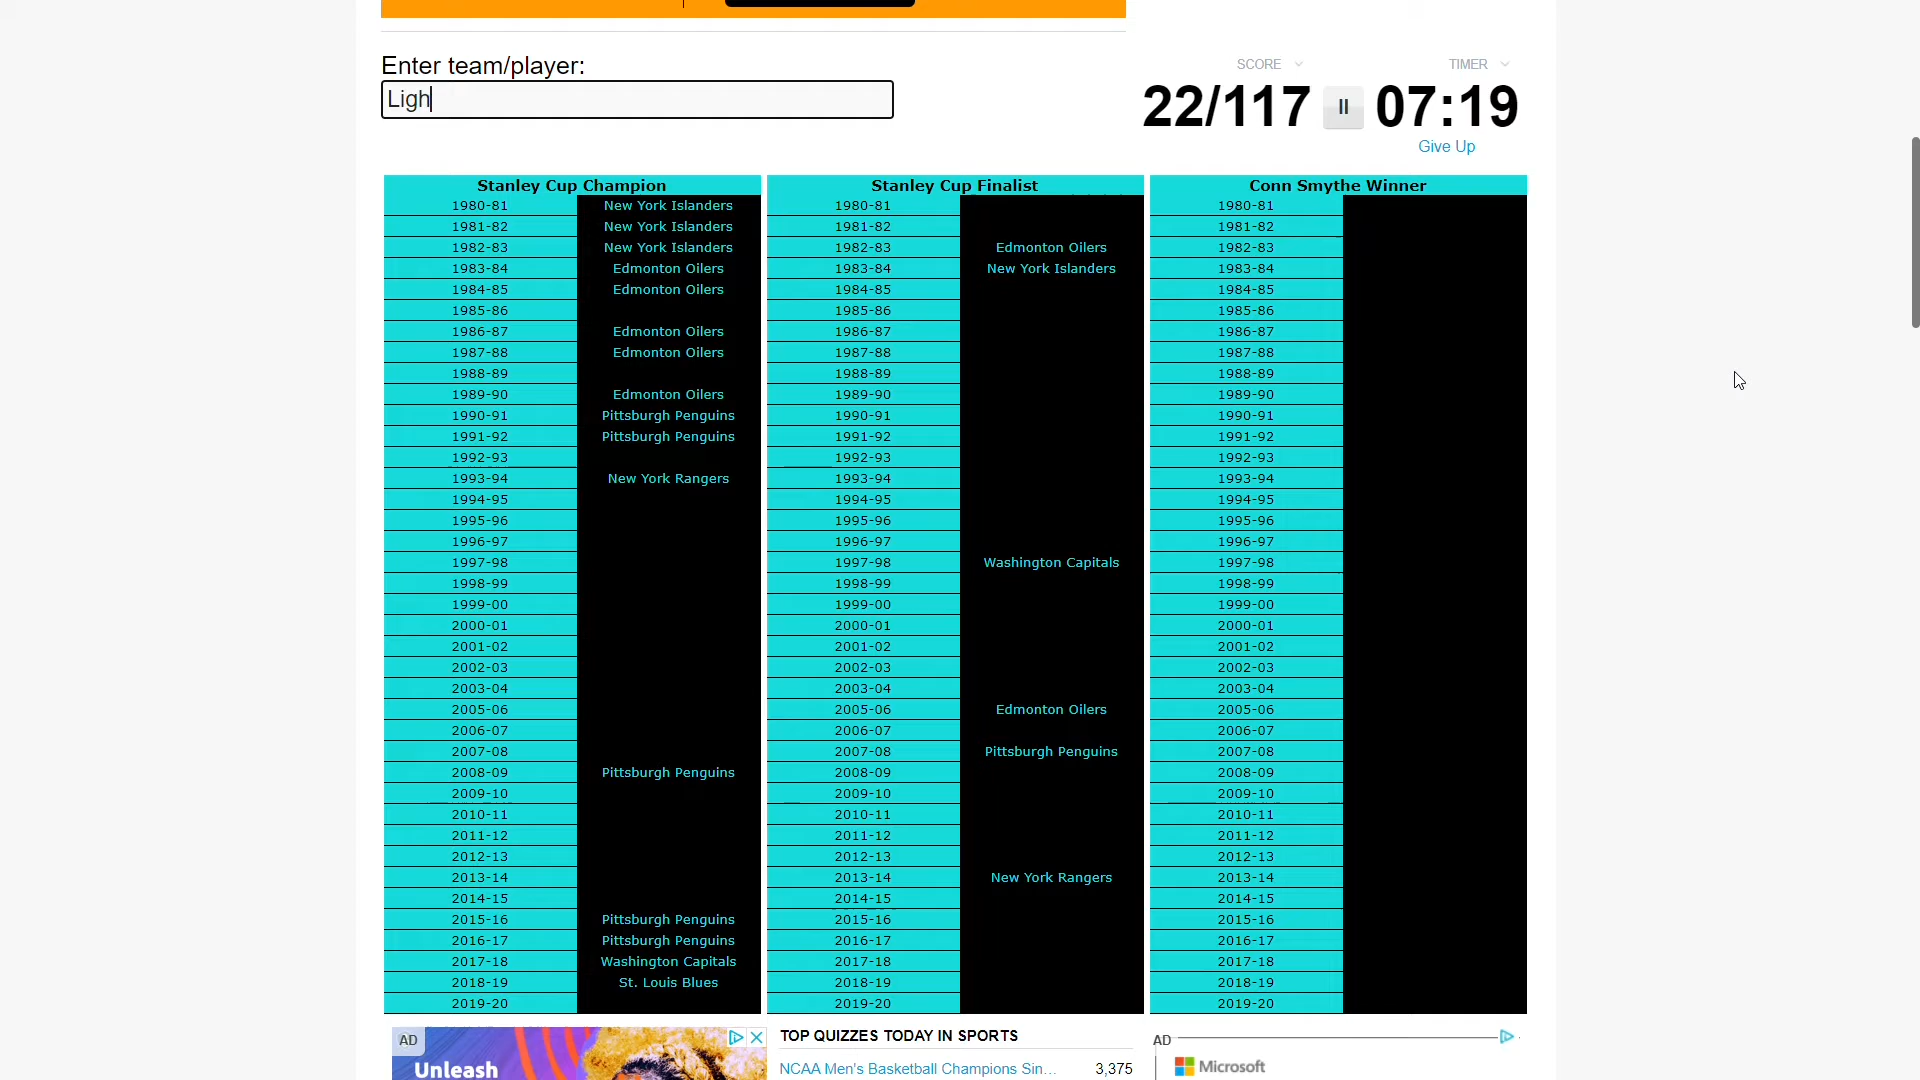 Enter team/player:
Ligh
SCORE
TIMER
22/117
07:19
Give Up
Stanley Cup Champion
1980-81 New York Islanders
1981-82 New York Islanders
1982-83 New York Islanders
1983-84 Edmonton Oilers
1984-85 Edmonton Oilers
1985-86
1986-87 Edmonton Oilers
1987-88 Edmonton Oilers
1988-89
1989-90 Edmonton Oilers
1990-91 Pittsburgh Penguins
1991-92 Pittsburgh Penguins
1992-93
1993-94 New York Rangers
1994-95
1995-96
1996-97
1997-98
1998-99
1999-00
2000-01
2001-02
2002-03
2003-04
2005-06
2006-07
2007-08
2008-09 Pittsburgh Penguins
2009-10
2010-11
2011-12
2012-13
2013-14
2014-15
2015-16 Pittsburgh Penguins
2016-17 Pittsburgh Penguins
2017-18 Washington Capitals
2018-19 St. Louis Blues
2019-20
Stanley Cup Finalist
1980-81
1981-82
1982-83 Edmonton Oilers
1983-84 New York Islanders
1984-85
1985-86
1986-87
1987-88
1988-89
1989-90
1990-91
1991-92
1992-93
1993-94
1994-95
1995-96
1996-97
1997-98 Washington Capitals
1998-99
1999-00
2000-01
2001-02
2002-03
2003-04
2005-06 Edmonton Oilers
2006-07
2007-08 Pittsburgh Penguins
2008-09
2009-10
2010-11
2011-12
2012-13
2013-14 New York Rangers
2014-15
2015-16
2016-17
2017-18
2018-19
2019-20
Conn Smythe Winner
1980-81
1981-82
1982-83
1983-84
1984-85
1985-86
1986-87
1987-88
1988-89
1989-90
1990-91
1991-92
1992-93
1993-94
1994-95
1995-96
1996-97
1997-98
1998-99
1999-00
2000-01
2001-02
2002-03
2003-04
2005-06
2006-07
2007-08
2008-09
2009-10
2010-11
2011-12
2012-13
2013-14
2014-15
2015-16
2016-17
2017-18
2018-19
2019-20
AD
Unleash
TOP QUIZZES TODAY IN SPORTS
NCAA Men's Basketball Champions Sin... 3,375
AD
Microsoft